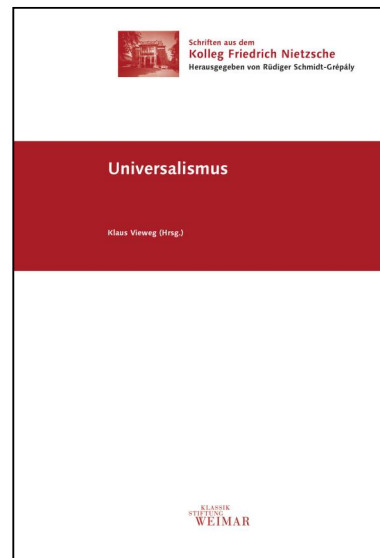 Schriften aus dem
Kolleg Friedrich Nietzsche
Herausgegeben von Rüdiger Schmidt-Grépály
Universalismus
Klaus Vieweg (Hrsg.)
KLASSIK
STIFTUNG
WEIMAR